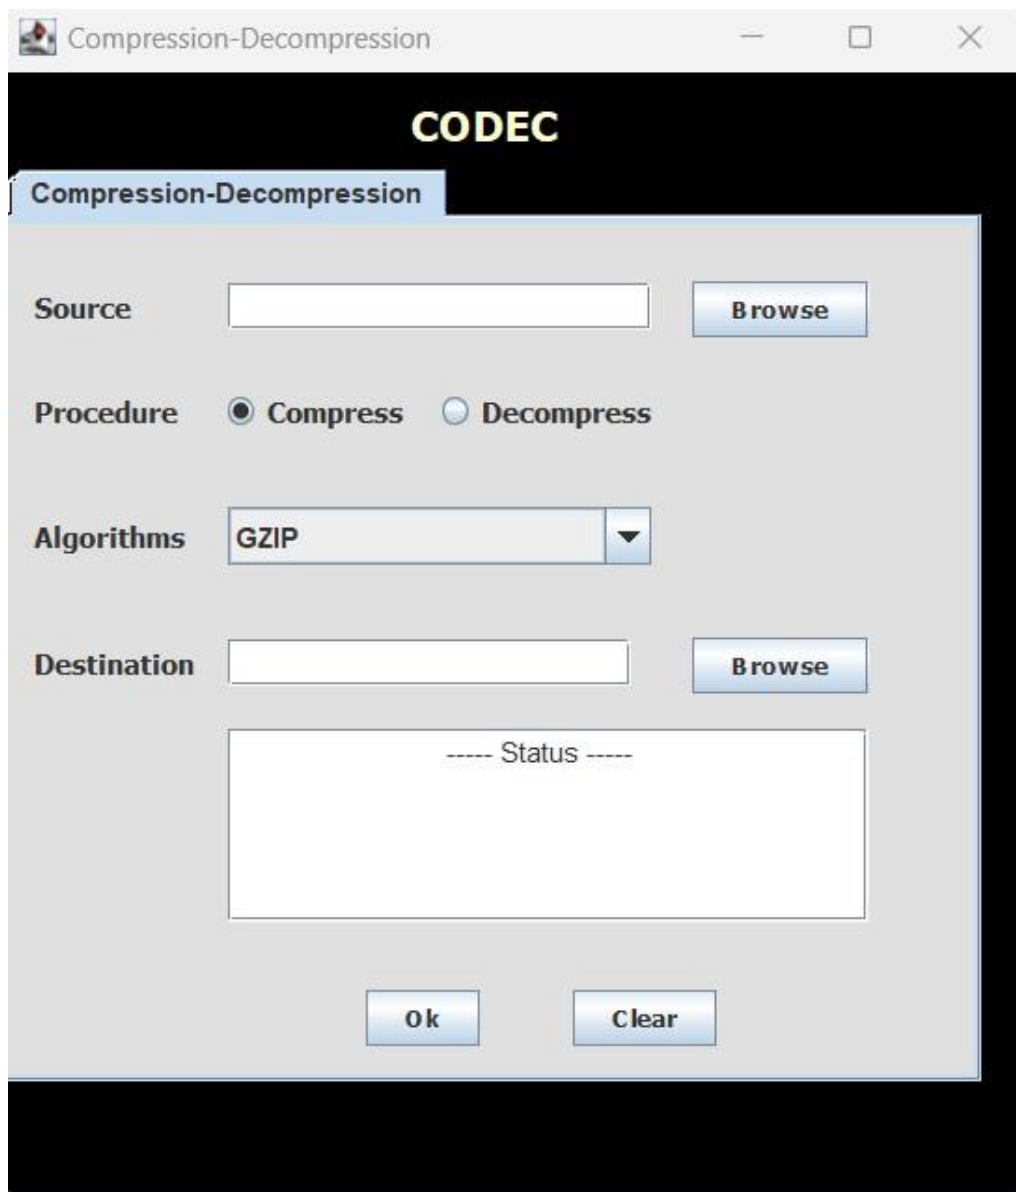 Compression-Decompression
CODEC
Compression-Decompression
Source Browse
Procedure Compress Decompress
Algorithms GZIP
Destination Browse
----- Status -----
Ok Clear